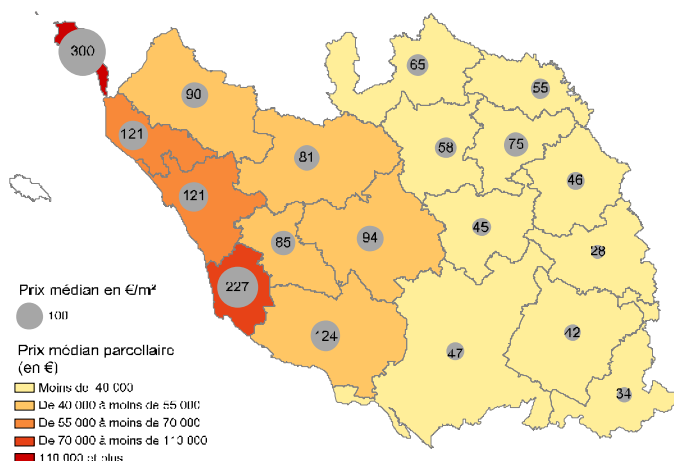 300
65
55
90
121
58
75
81
46
121
45
85
94
28
227
Prix médian en €/m²
100
124
42
47
34
Prix médian parcellaire
(en €)
Moins de 40 000
De 40 000 à moins de 55 000
De 55 000 à moins de 70 000
De 70 000 à moins de 110 000
110 000 et plus